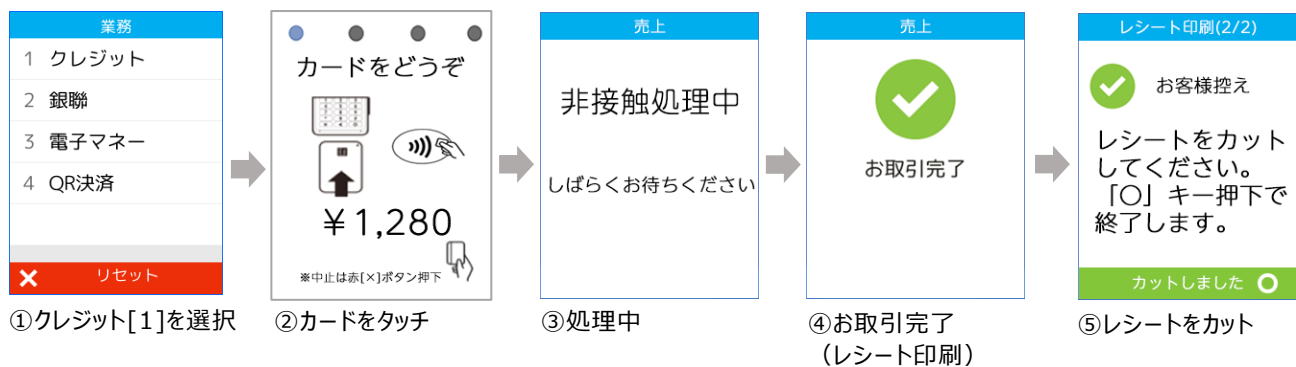 業務
1 クレジット
2 銀聯
3 電子マネー
4 QR決済
× リセット
①クレジット[1]を選択
カードをどうぞ
¥1,280
※中止は赤[×]ボタン押下
②カードをタッチ
売上
非接触処理中
しばらくお待ちください
③処理中
売上
お取引完了
④お取引完了
（レシート印刷）
レシート印刷(2/2)
お客様控え
レシートをカット
してください。
「〇」キー押下で
終了します。
カットしました
⑤レシートをカット